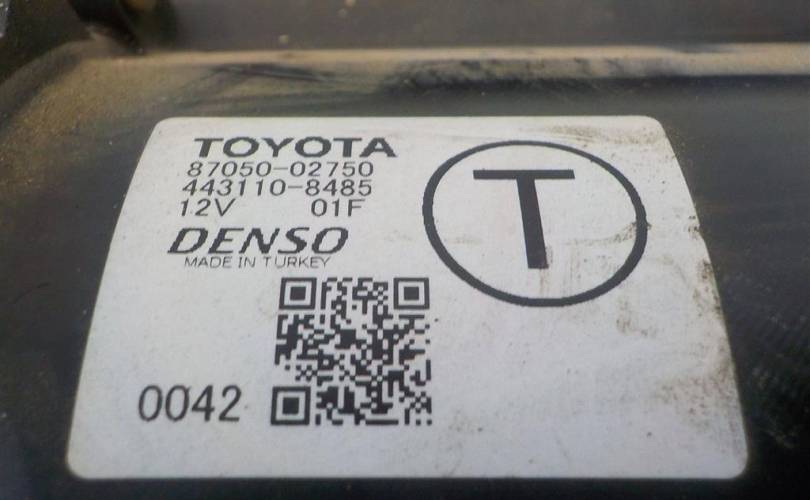 TOYOTA
87050-02750
443110-8485
12V 01F
DENSO
MADE IN TURKEY
T
0042